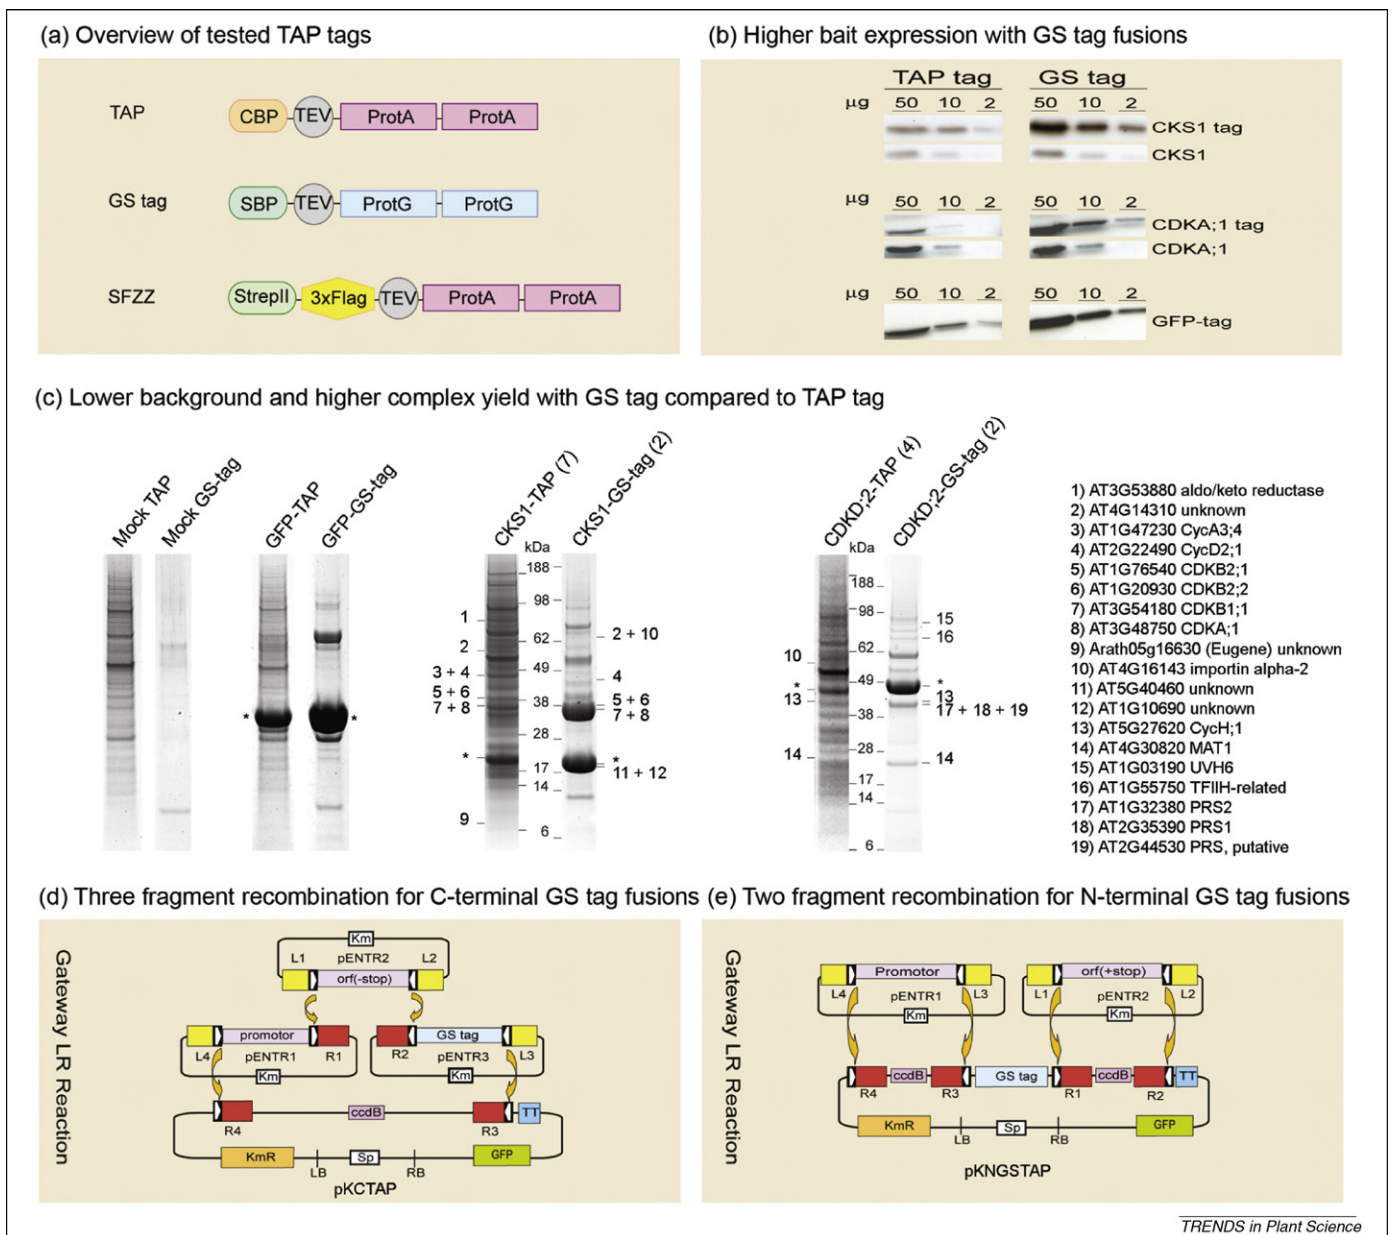 (a) Overview of tested TAP tags
TAP
CBP TEV ProtA ProtA
GS tag
SBP TEV ProtG ProtG
SFZZ
StrepII 3xFlag TEV ProtA ProtA
(b) Higher bait expression with GS tag fusions
TAP tag GS tag
µg 50 10 2 50 10 2
CKS1 tag
CKS1
µg 50 10 2 50 10 2
CDKA;1 tag
CDKA;1
µg 50 10 2 50 10 2
GFP-tag
(c) Lower background and higher complex yield with GS tag compared to TAP tag
Mock TAP
Mock GS-tag
GFP-TAP
GFP-GS-tag
* *
CKS1-TAP (7)
CKS1-GS-tag (2)
kDa
188
98
62
49
38
28
17
14
6
1
2
3 + 4
5 + 6
7 + 8
*
9
2 + 10
4
5 + 6
7 + 8
*
11 + 12
CDKD;2-TAP (4)
CDKD;2-GS-tag (2)
kDa
188
98
62
49
38
28
17
14
6
10
*
13
14
15
16
*
13
17 + 18 + 19
14
1) AT3G53880 aldo/keto reductase
2) AT4G14310 unknown
3) AT1G47230 CycA3;4
4) AT2G22490 CycD2;1
5) AT1G76540 CDKB2;1
6) AT1G20930 CDKB2;2
7) AT3G54180 CDKB1;1
8) AT3G48750 CDKA;1
9) Arath05g16630 (Eugene) unknown
10) AT4G16143 importin alpha-2
11) AT5G40460 unknown
12) AT1G10690 unknown
13) AT5G27620 CycH;1
14) AT4G30820 MAT1
15) AT1G03190 UVH6
16) AT1G55750 TFIIH-related
17) AT1G32380 PRS2
18) AT2G35390 PRS1
19) AT2G44530 PRS, putative
(d) Three fragment recombination for C-terminal GS tag fusions
Gateway LR Reaction
Km
L1 pENTR2 L2
orf(-stop)
promotor GS tag
L4 pENTR1 R1 R2 pENTR3 L3
Km Km
ccdB TT
R4 R3
KmR Sp GFP
LB RB
pKCTAP
(e) Two fragment recombination for N-terminal GS tag fusions
Gateway LR Reaction
Promotor orf(+stop)
L4 pENTR1 L3 L1 pENTR2 L2
Km Km
ccdB GS tag ccdB TT
R4 R3 R1 R2
KmR Sp GFP
LB RB
pKNGSTAP
TRENDS in Plant Science